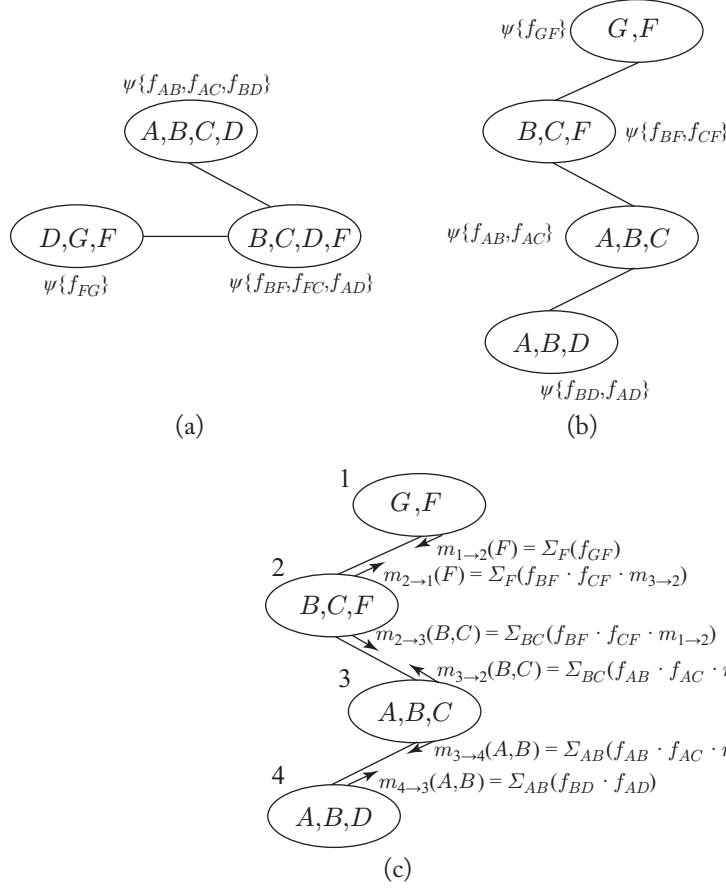 ψ{f_GF}
G,F
ψ{f_AB,f_AC,f_BD}
A,B,C,D
B,C,F
ψ{f_BF,f_CF}
D,G,F
B,C,D,F
ψ{f_AB,f_AC}
A,B,C
ψ{f_FG}
ψ{f_BF,f_FC,f_AD}
A,B,D
ψ{f_BD,f_AD}
(a)
(b)
1
G,F
m_1→2(F) = Σ_F(f_GF)
2
m_2→1(F) = Σ_F(f_BF · f_CF · m_3→2)
B,C,F
m_2→3(B,C) = Σ_BC(f_BF · f_CF · m_1→2)
3
m_3→2(B,C) = Σ_BC(f_AB · f_AC ·
A,B,C
m_3→4(A,B) = Σ_AB(f_AB · f_AC ·
4
m_4→3(A,B) = Σ_AB(f_BD · f_AD)
A,B,D
(c)